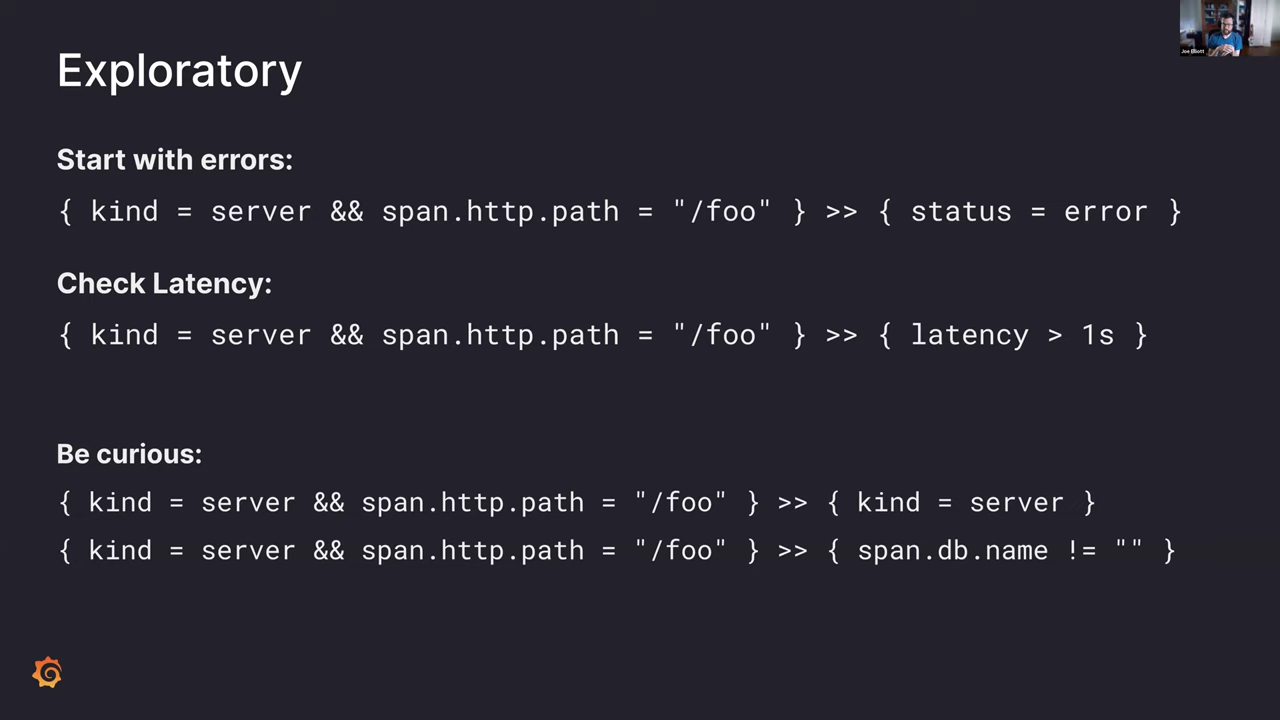 Exploratory
Joe Elliott
Start with errors:
{ kind = server && span.http.path = "/foo" } >> { status = error }
Check Latency:
{ kind = server && span.http.path = "/foo" } >> { latency > 1s }
Be curious:
{ kind = server && span.http.path = "/foo" } >> { kind = server }
{ kind = server && span.http.path = "/foo" } >> { span.db.name != "" }